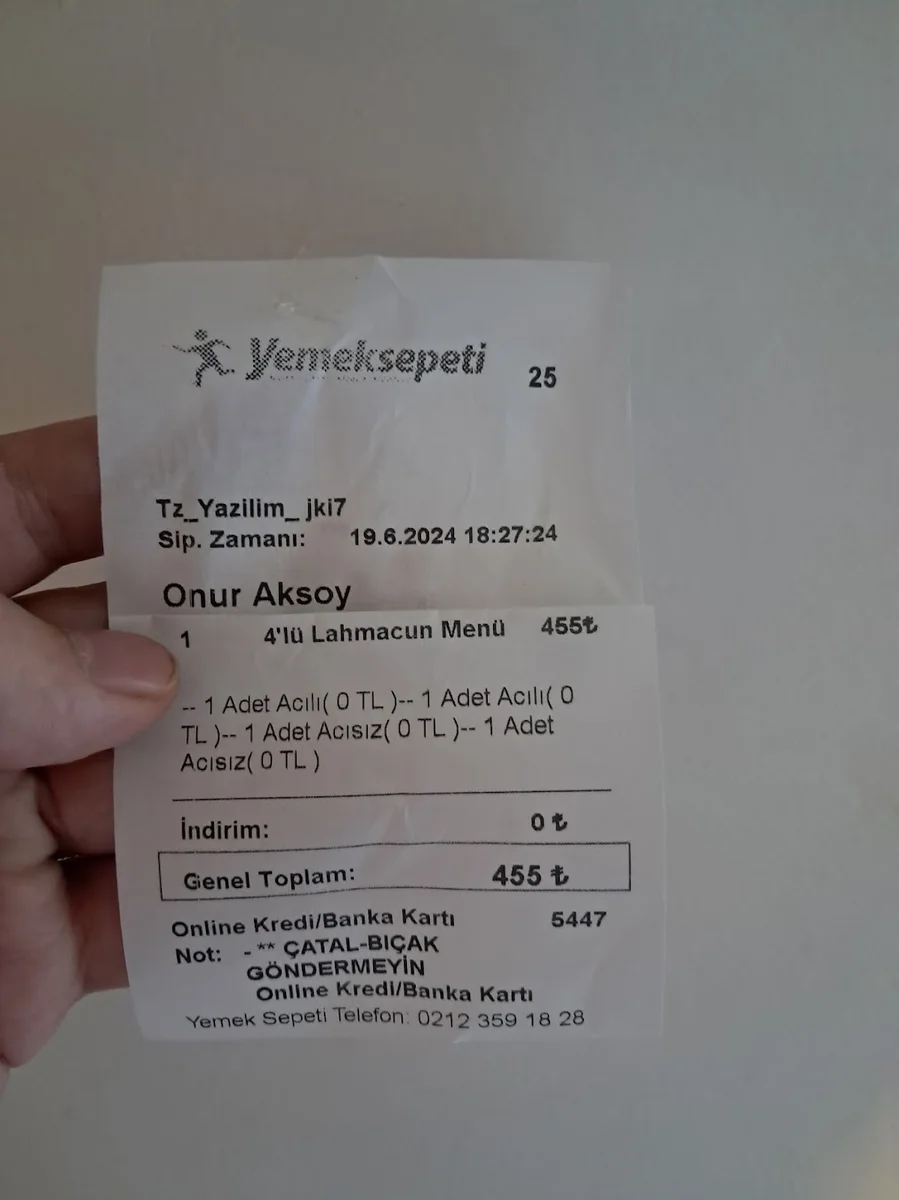 Yemeksepeti
25
Tz_Yazilim_ jki7
Sip. Zamanı: 19.6.2024 18:27:24
Onur Aksoy
1 4'lü Lahmacun Menü 455₺
-- 1 Adet Acılı( 0 TL )-- 1 Adet Acılı( 0
TL )-- 1 Adet Acısız( 0 TL )-- 1 Adet
Acısız( 0 TL )
İndirim: 0 ₺
Genel Toplam: 455 ₺
Online Kredi/Banka Kartı 5447
Not: - ** ÇATAL-BIÇAK
GÖNDERMEYİN
Online Kredi/Banka Kartı
Yemek Sepeti Telefon: 0212 359 18 28